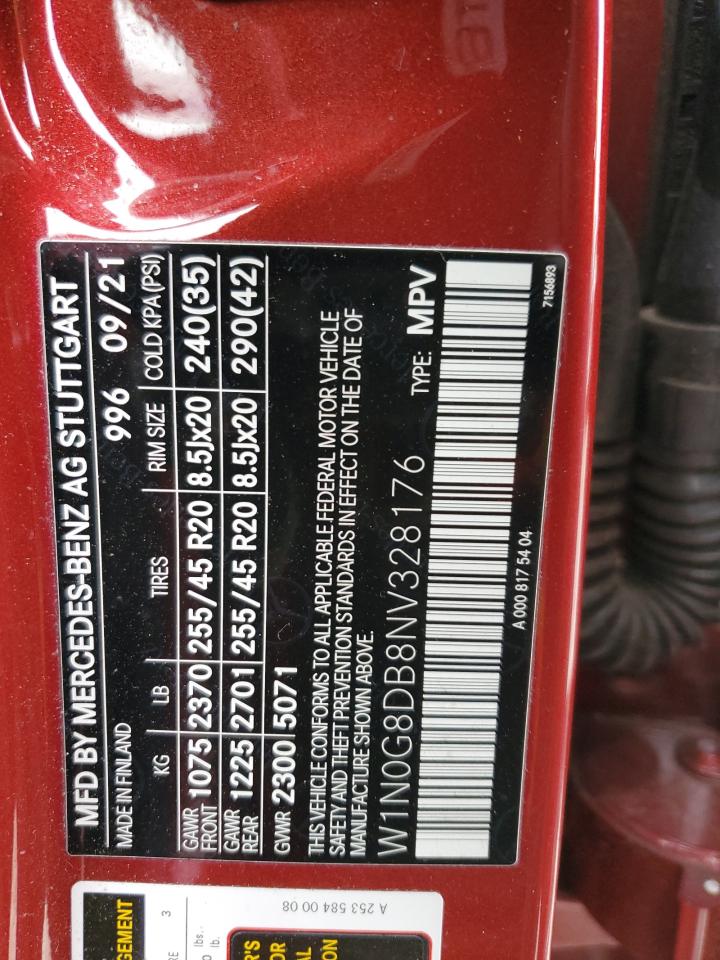 MFD BY MERCEDES-BENZ AG STUTTGART
MADE IN FINLAND 996 09/21
KG LB TIRES RIM SIZE COLD KPA(PSI)
GAWR FRONT 1075 2370 255/45 R20 8.5Jx20 240(35)
GAWR REAR 1225 2701 255/45 R20 8.5Jx20 290(42)
GVWR 2300 5071
THIS VEHICLE CONFORMS TO ALL APPLICABLE FEDERAL MOTOR VEHICLE
SAFETY AND THEFT PREVENTION STANDARDS IN EFFECT ON THE DATE OF
MANUFACTURE SHOWN ABOVE.
W1N0G8DB8NV328176 TYPE: MPV
A 000 817 54 04 7156893
A 253 584 00 08
3
lbs.
lb.